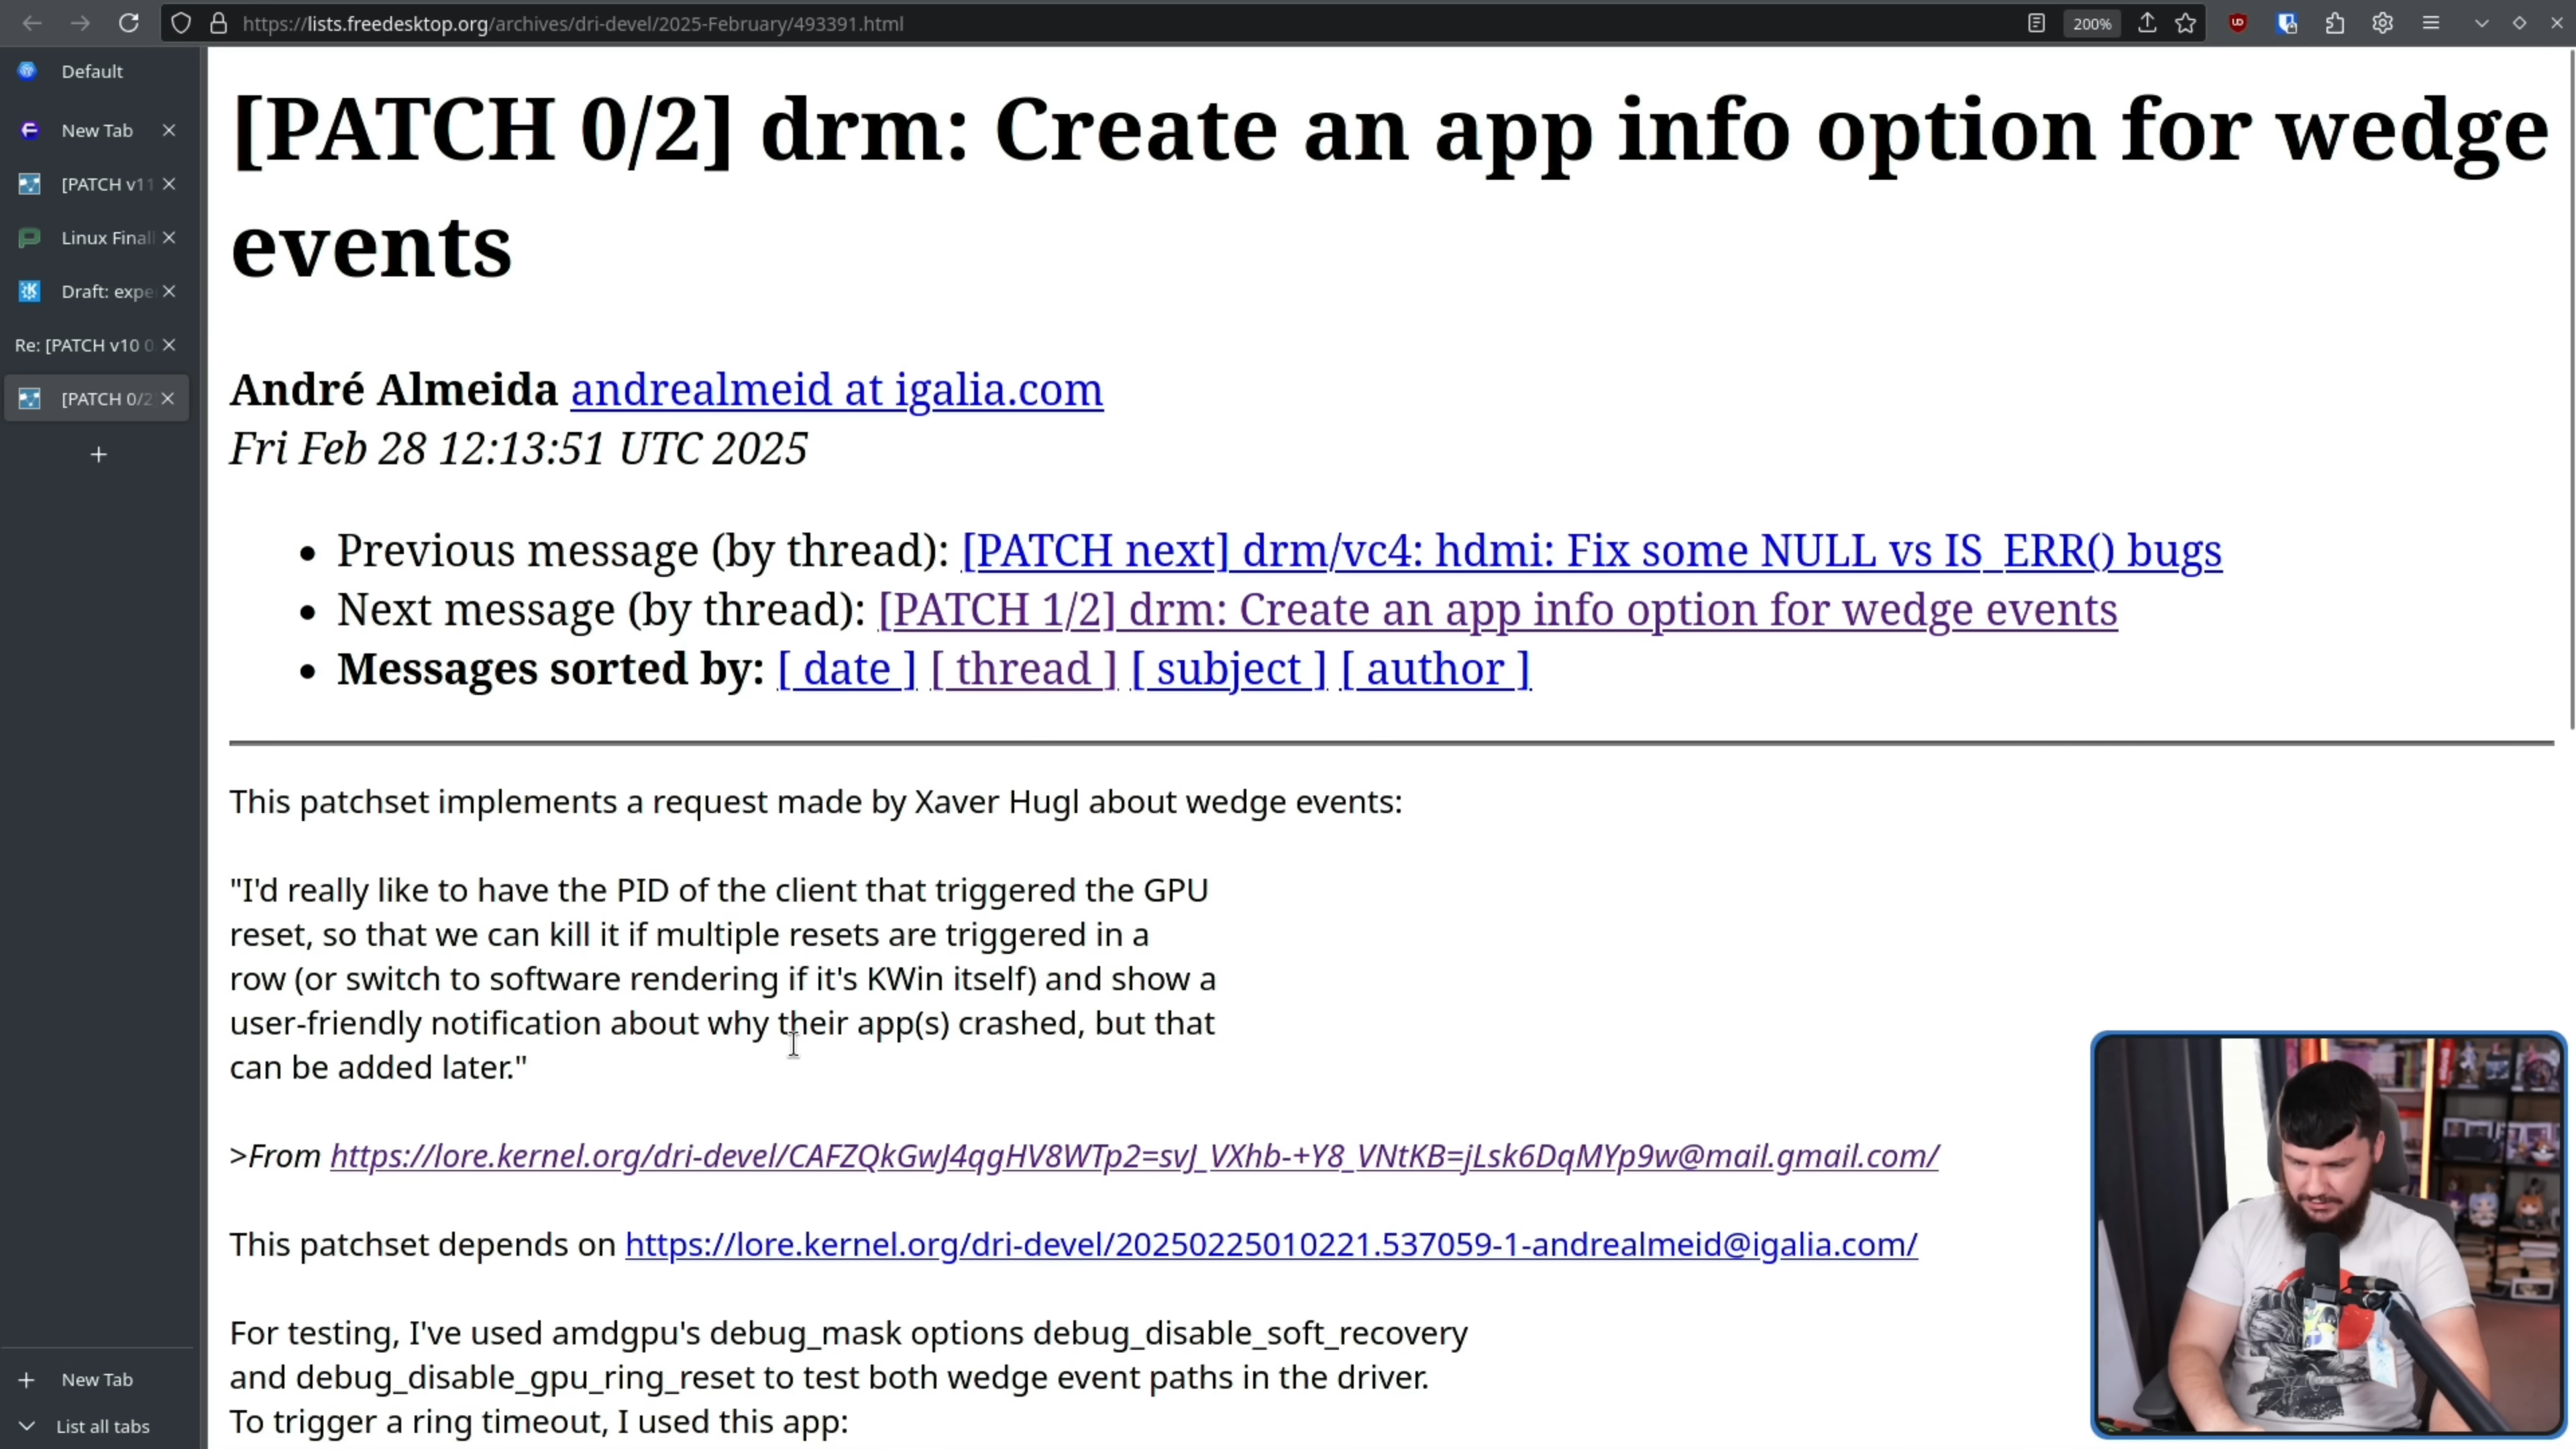 https://lists.freedesktop.org/archives/dri-devel/2025-February/493391.html
200%
Default
New Tab
[PATCH v11
Linux Final
Draft: expe
Re: [PATCH v10 0
[PATCH 0/2
New Tab
List all tabs
[PATCH 0/2] drm: Create an app info option for wedge
events
André Almeida andrealmeid at igalia.com
Fri Feb 28 12:13:51 UTC 2025
• Previous message (by thread): [PATCH next] drm/vc4: hdmi: Fix some NULL vs IS_ERR() bugs
• Next message (by thread): [PATCH 1/2] drm: Create an app info option for wedge events
• Messages sorted by: [ date ] [ thread ] [ subject ] [ author ]
This patchset implements a request made by Xaver Hugl about wedge events:
"I'd really like to have the PID of the client that triggered the GPU
reset, so that we can kill it if multiple resets are triggered in a
row (or switch to software rendering if it's KWin itself) and show a
user-friendly notification about why their app(s) crashed, but that
can be added later."
>From https://lore.kernel.org/dri-devel/CAFZQkGwJ4qgHV8WTp2=svJ_VXhb-+Y8_VNtKB=jLsk6DqMYp9w@mail.gmail.com/
This patchset depends on https://lore.kernel.org/dri-devel/20250225010221.537059-1-andrealmeid@igalia.com/
For testing, I've used amdgpu's debug_mask options debug_disable_soft_recovery
and debug_disable_gpu_ring_reset to test both wedge event paths in the driver.
To trigger a ring timeout, I used this app: